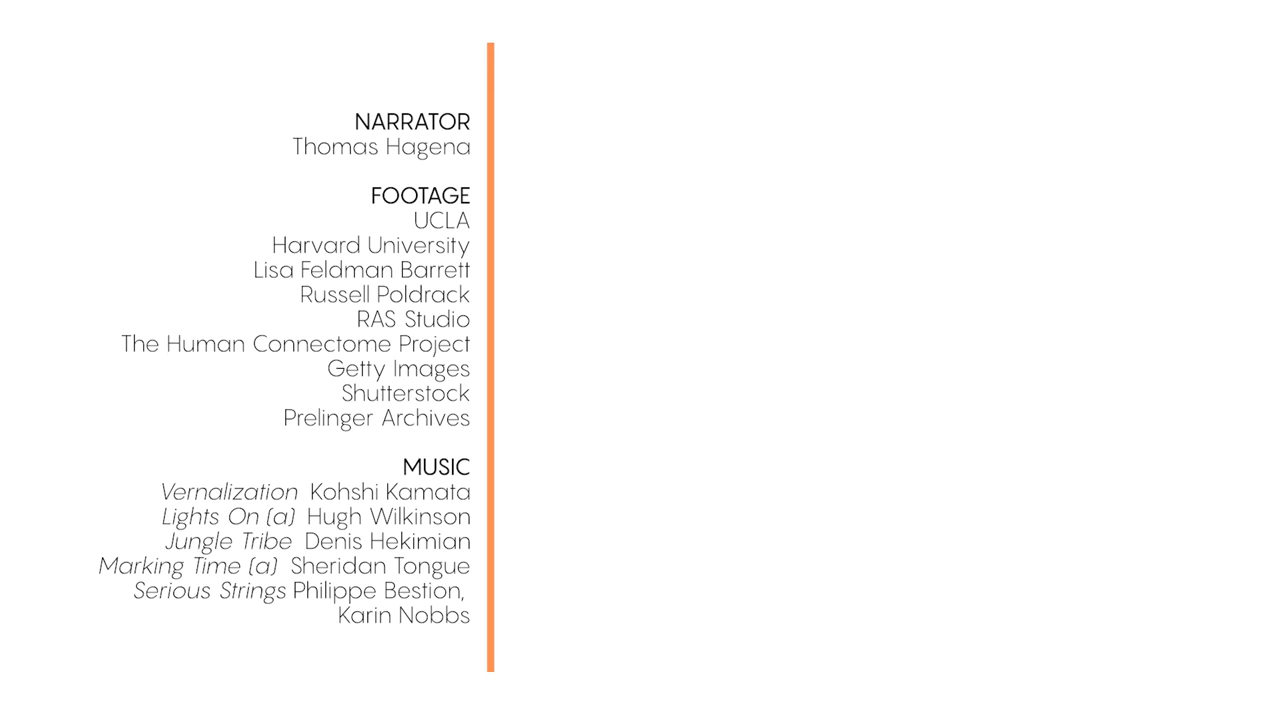 NARRATOR
Thomas Hagena
FOOTAGE
UCLA
Harvard University
Lisa Feldman Barrett
Russell Poldrack
RAS Studio
The Human Connectome Project
Getty Images
Shutterstock
Prelinger Archives
MUSIC
Vernalization Kohshi Kamata
Lights On (a) Hugh Wilkinson
Jungle Tribe Denis Hekimian
Marking Time (a) Sheridan Tongue
Serious Strings Philippe Bestion,
Karin Nobbs